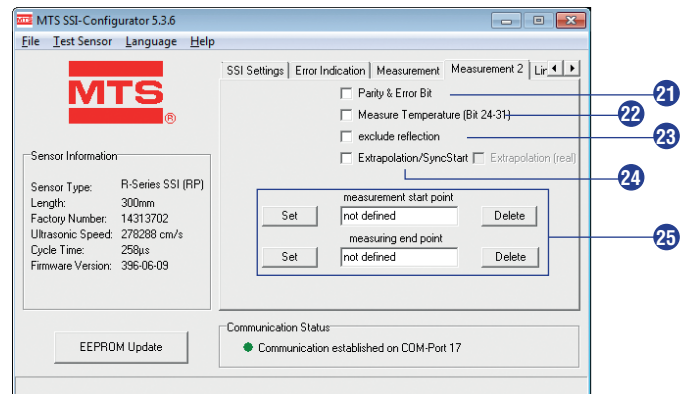 MTS SSI-Configurator 5.3.6
File Test Sensor Language Help
MTS
®
SSI Settings Error Indication Measurement Measurement 2 Lir
Parity & Error Bit
21
Measure Temperature (Bit 24-31)
22
exclude reflection
23
Extrapolation/SyncStart Extrapolation (real)
24
Sensor Information
Sensor Type: R-Series SSI (RP)
Length: 300mm
Factory Number: 14313702
Ultrasonic Speed: 278288 cm/s
Cycle Time: 258µs
Firmware Version: 396-06-09
measurement start point
Set not defined Delete
measuring end point
Set not defined Delete
25
EEPROM Update
Communication Status
Communication established on COM-Port 17